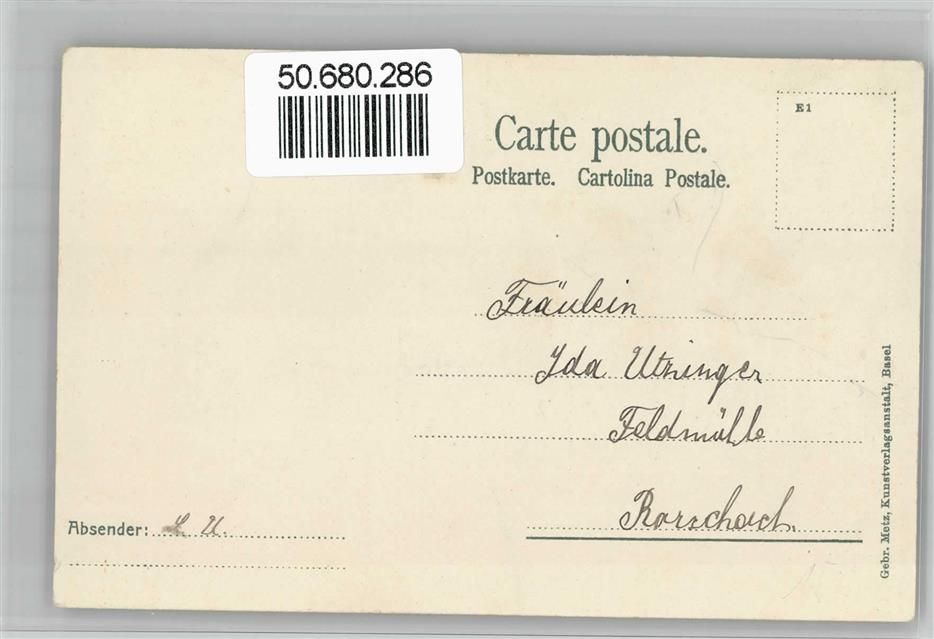 50.680.286
E1
Carte postale.
Postkarte. Cartolina Postale.
Fräulein
Ida Utzinger
Feldmühle
Rorschach.
Absender: L. U.
Gebr. Metz, Kunstverlagsanstalt, Basel